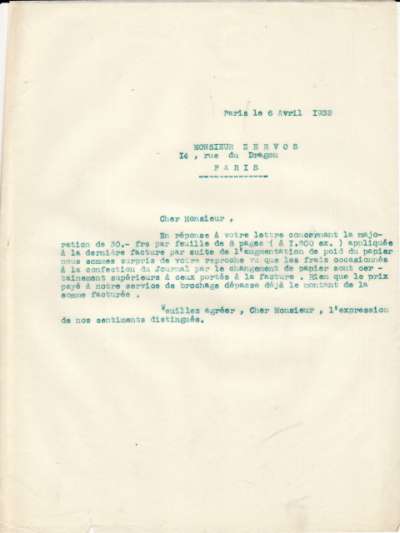 Paris le 6 Avril 1933
MONSIEUR Z E R V O S
14 , rue du Dragon
P A R I S
Cher Monsieur ,
En réponse à votre lettre concernant la majo-
ration de 30.- frs par feuille de 8 pages ( à 1,800 ex. ) appliquée
à la dernière facture par suite de l'augmentation de poid du papier
nous sommes surpris de votre reproche vu que les frais occasionnés
à la confection du Journal par le changement de papier sont cer -
tainement supérieurs à ceux portés à la facture . Bien que le prix
payé à notre service de brochage dépasse déjà le montant de la
somme facturée .
Veuillez agréer , Cher Monsieur , l'expression
de nos sentiments distingués.